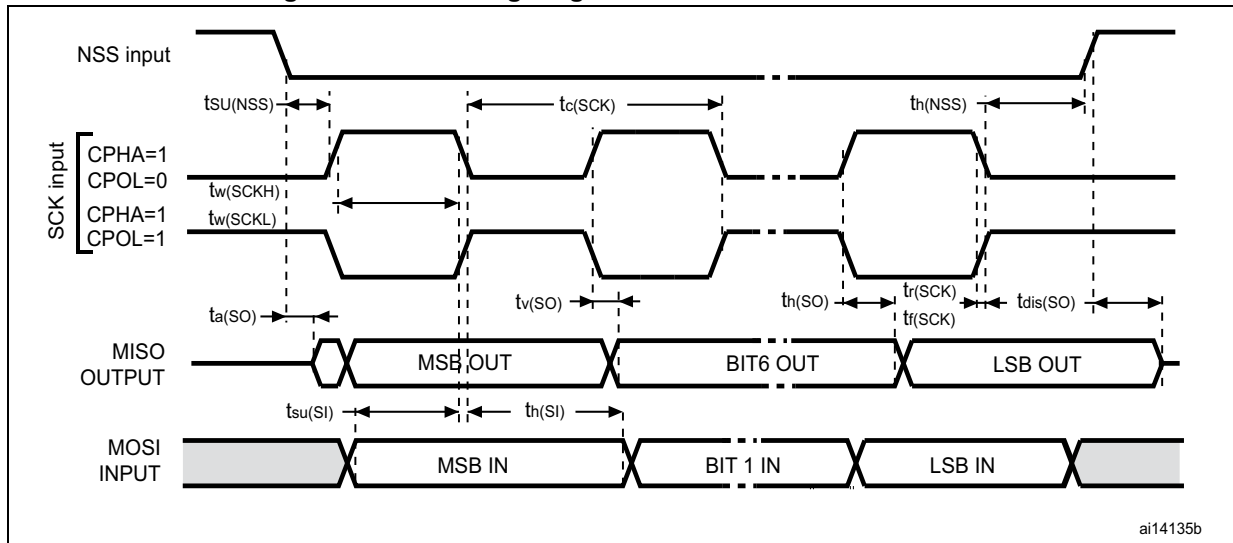 NSS input
tSU(NSS)
tc(SCK)
th(NSS)
SCK input
CPHA=1
CPOL=0
tw(SCKH)
CPHA=1
tw(SCKL)
CPOL=1
ta(SO)
tv(SO)
th(SO)
tr(SCK)
tf(SCK)
tdis(SO)
MISO
OUTPUT
MSB OUT
BIT6 OUT
LSB OUT
tsu(SI)
th(SI)
MOSI
INPUT
MSB IN
BIT 1 IN
LSB IN
ai14135b